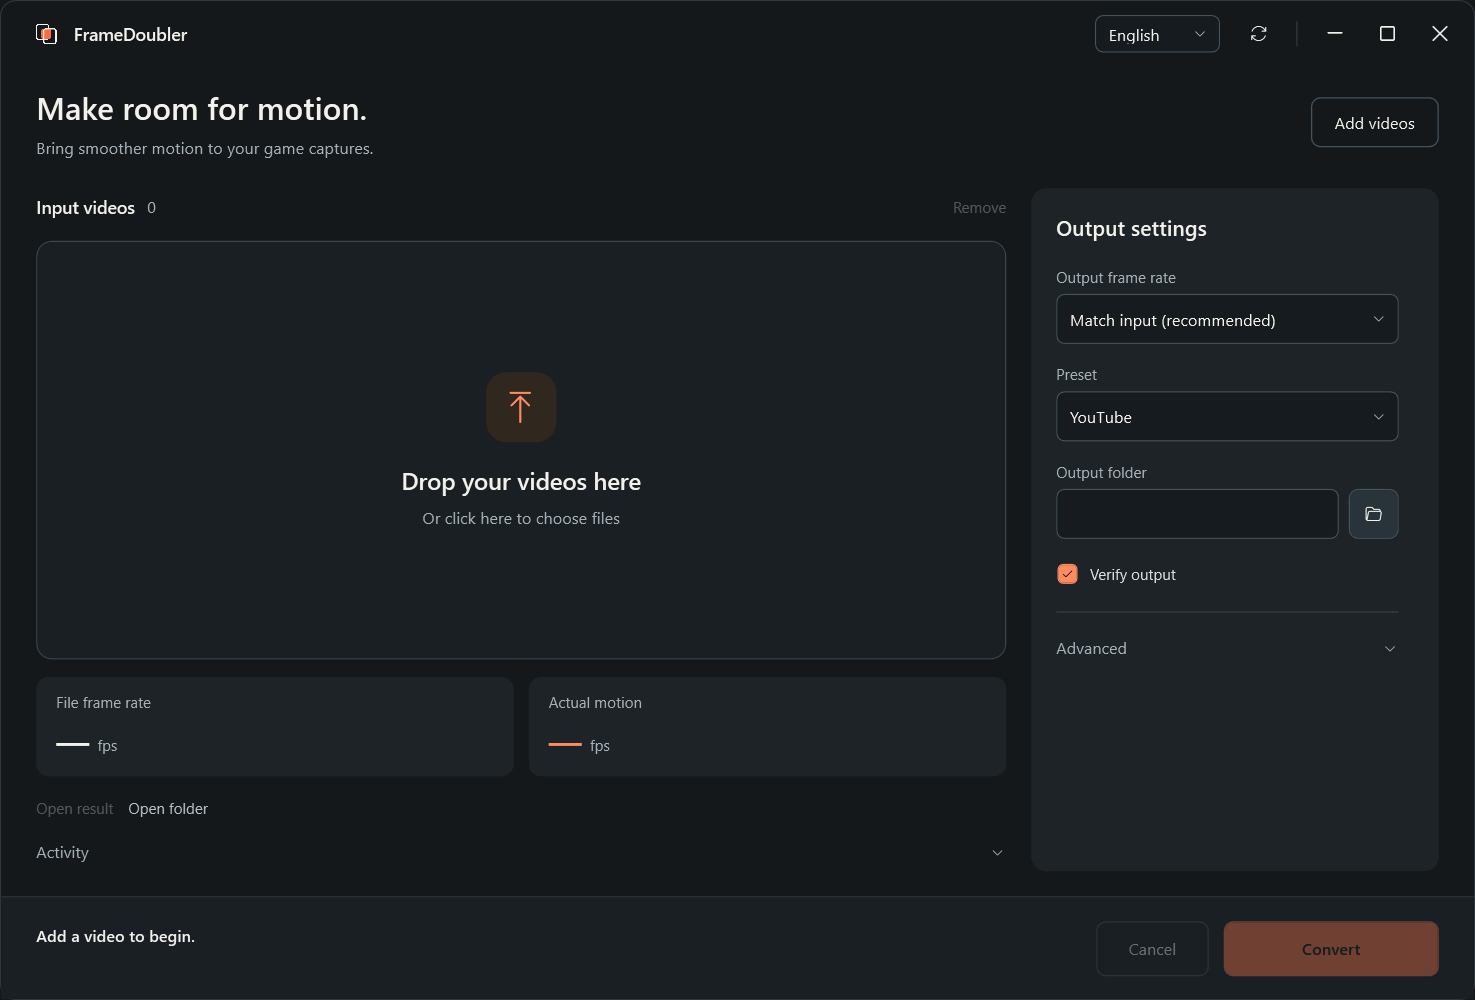 FrameDoubler
English
Make room for motion.
Bring smoother motion to your game captures.
Add videos
Input videos 0
Remove
Drop your videos here
Or click here to choose files
File frame rate
fps
Actual motion
fps
Open result
Open folder
Activity
Output settings
Output frame rate
Match input (recommended)
Preset
YouTube
Output folder
Verify output
Advanced
Add a video to begin.
Cancel
Convert